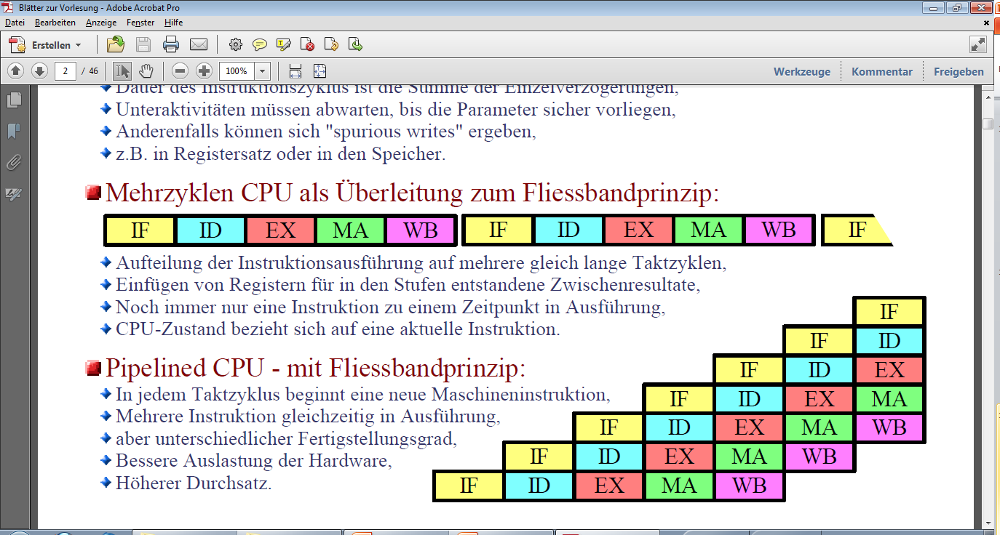 Blätter zur Vorlesung - Adobe Acrobat Pro
Datei Bearbeiten Anzeige Fenster Hilfe
Erstellen
2 / 46 100% Werkzeuge Kommentar Freigeben
Dauer des Instruktionszyklus ist die Summe der Einzelverzögerungen,
Unteraktivitäten müssen abwarten, bis die Parameter sicher vorliegen,
Anderenfalls können sich "spurious writes" ergeben,
z.B. in Registersatz oder in den Speicher.
Mehrzyklen CPU als Überleitung zum Fliessbandprinzip:
IF ID EX MA WB IF ID EX MA WB IF
Aufteilung der Instruktionsausführung auf mehrere gleich lange Taktzyklen,
Einfügen von Registern für in den Stufen entstandene Zwischenresultate,
Noch immer nur eine Instruktion zu einem Zeitpunkt in Ausführung,
CPU-Zustand bezieht sich auf eine aktuelle Instruktion.
Pipelined CPU - mit Fliessbandprinzip:
In jedem Taktzyklus beginnt eine neue Maschineninstruktion,
Mehrere Instruktion gleichzeitig in Ausführung,
aber unterschiedlicher Fertigstellungsgrad,
Bessere Auslastung der Hardware,
Höherer Durchsatz.
IF
IF ID
IF ID EX
IF ID EX MA
IF ID EX MA WB
IF ID EX MA WB
IF ID EX MA WB